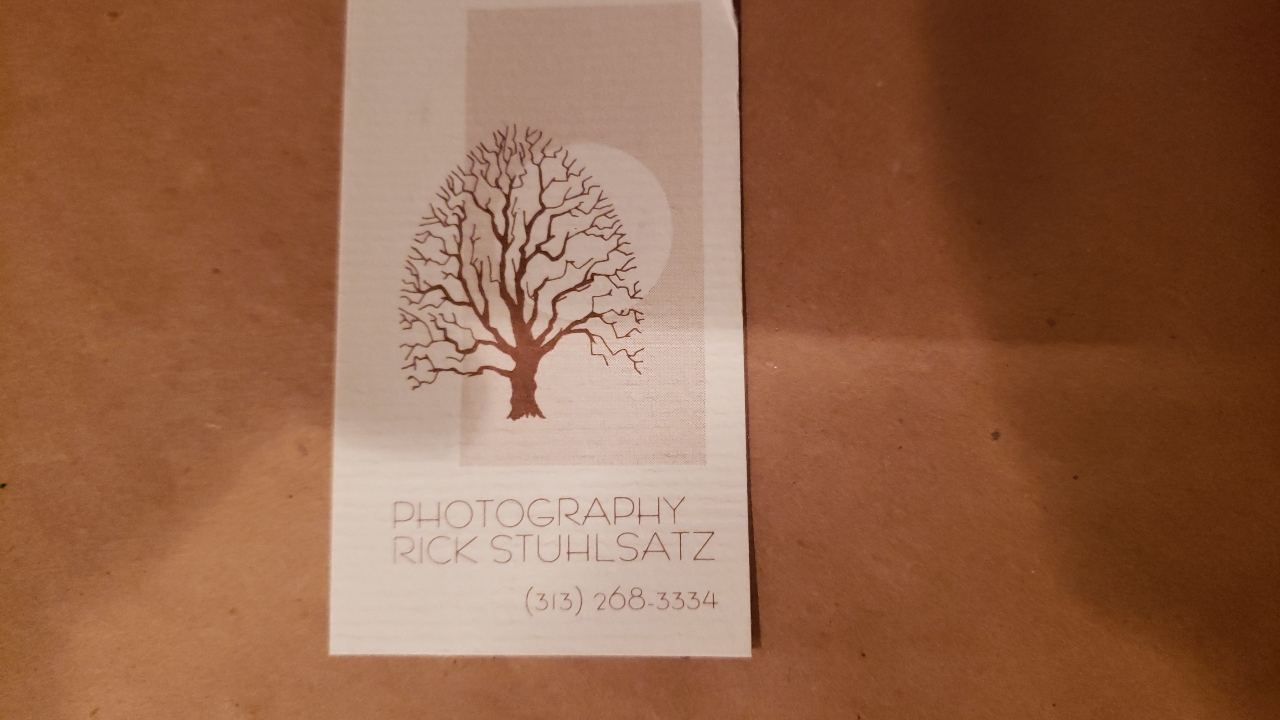 PHOTOGRAPHY
RICK STUHLSATZ
(313) 268-3334